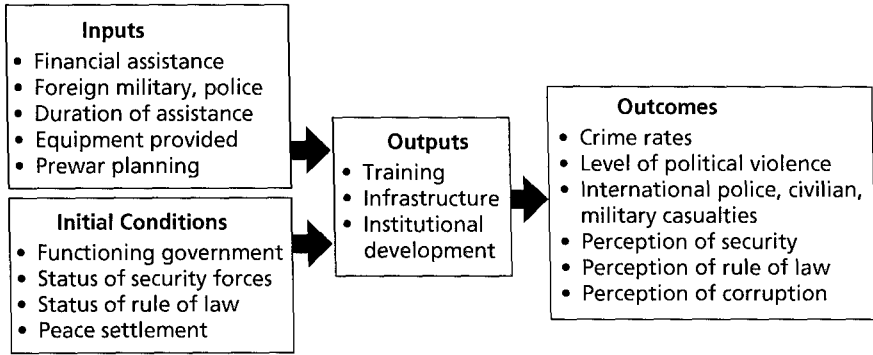 Inputs
• Financial assistance
• Foreign military, police
• Duration of assistance
• Equipment provided
• Prewar planning
Initial Conditions
• Functioning government
• Status of security forces
• Status of rule of law
• Peace settlement
Outputs
• Training
• Infrastructure
• Institutional
development
Outcomes
• Crime rates
• Level of political violence
• International police, civilian,
military casualties
• Perception of security
• Perception of rule of law
• Perception of corruption